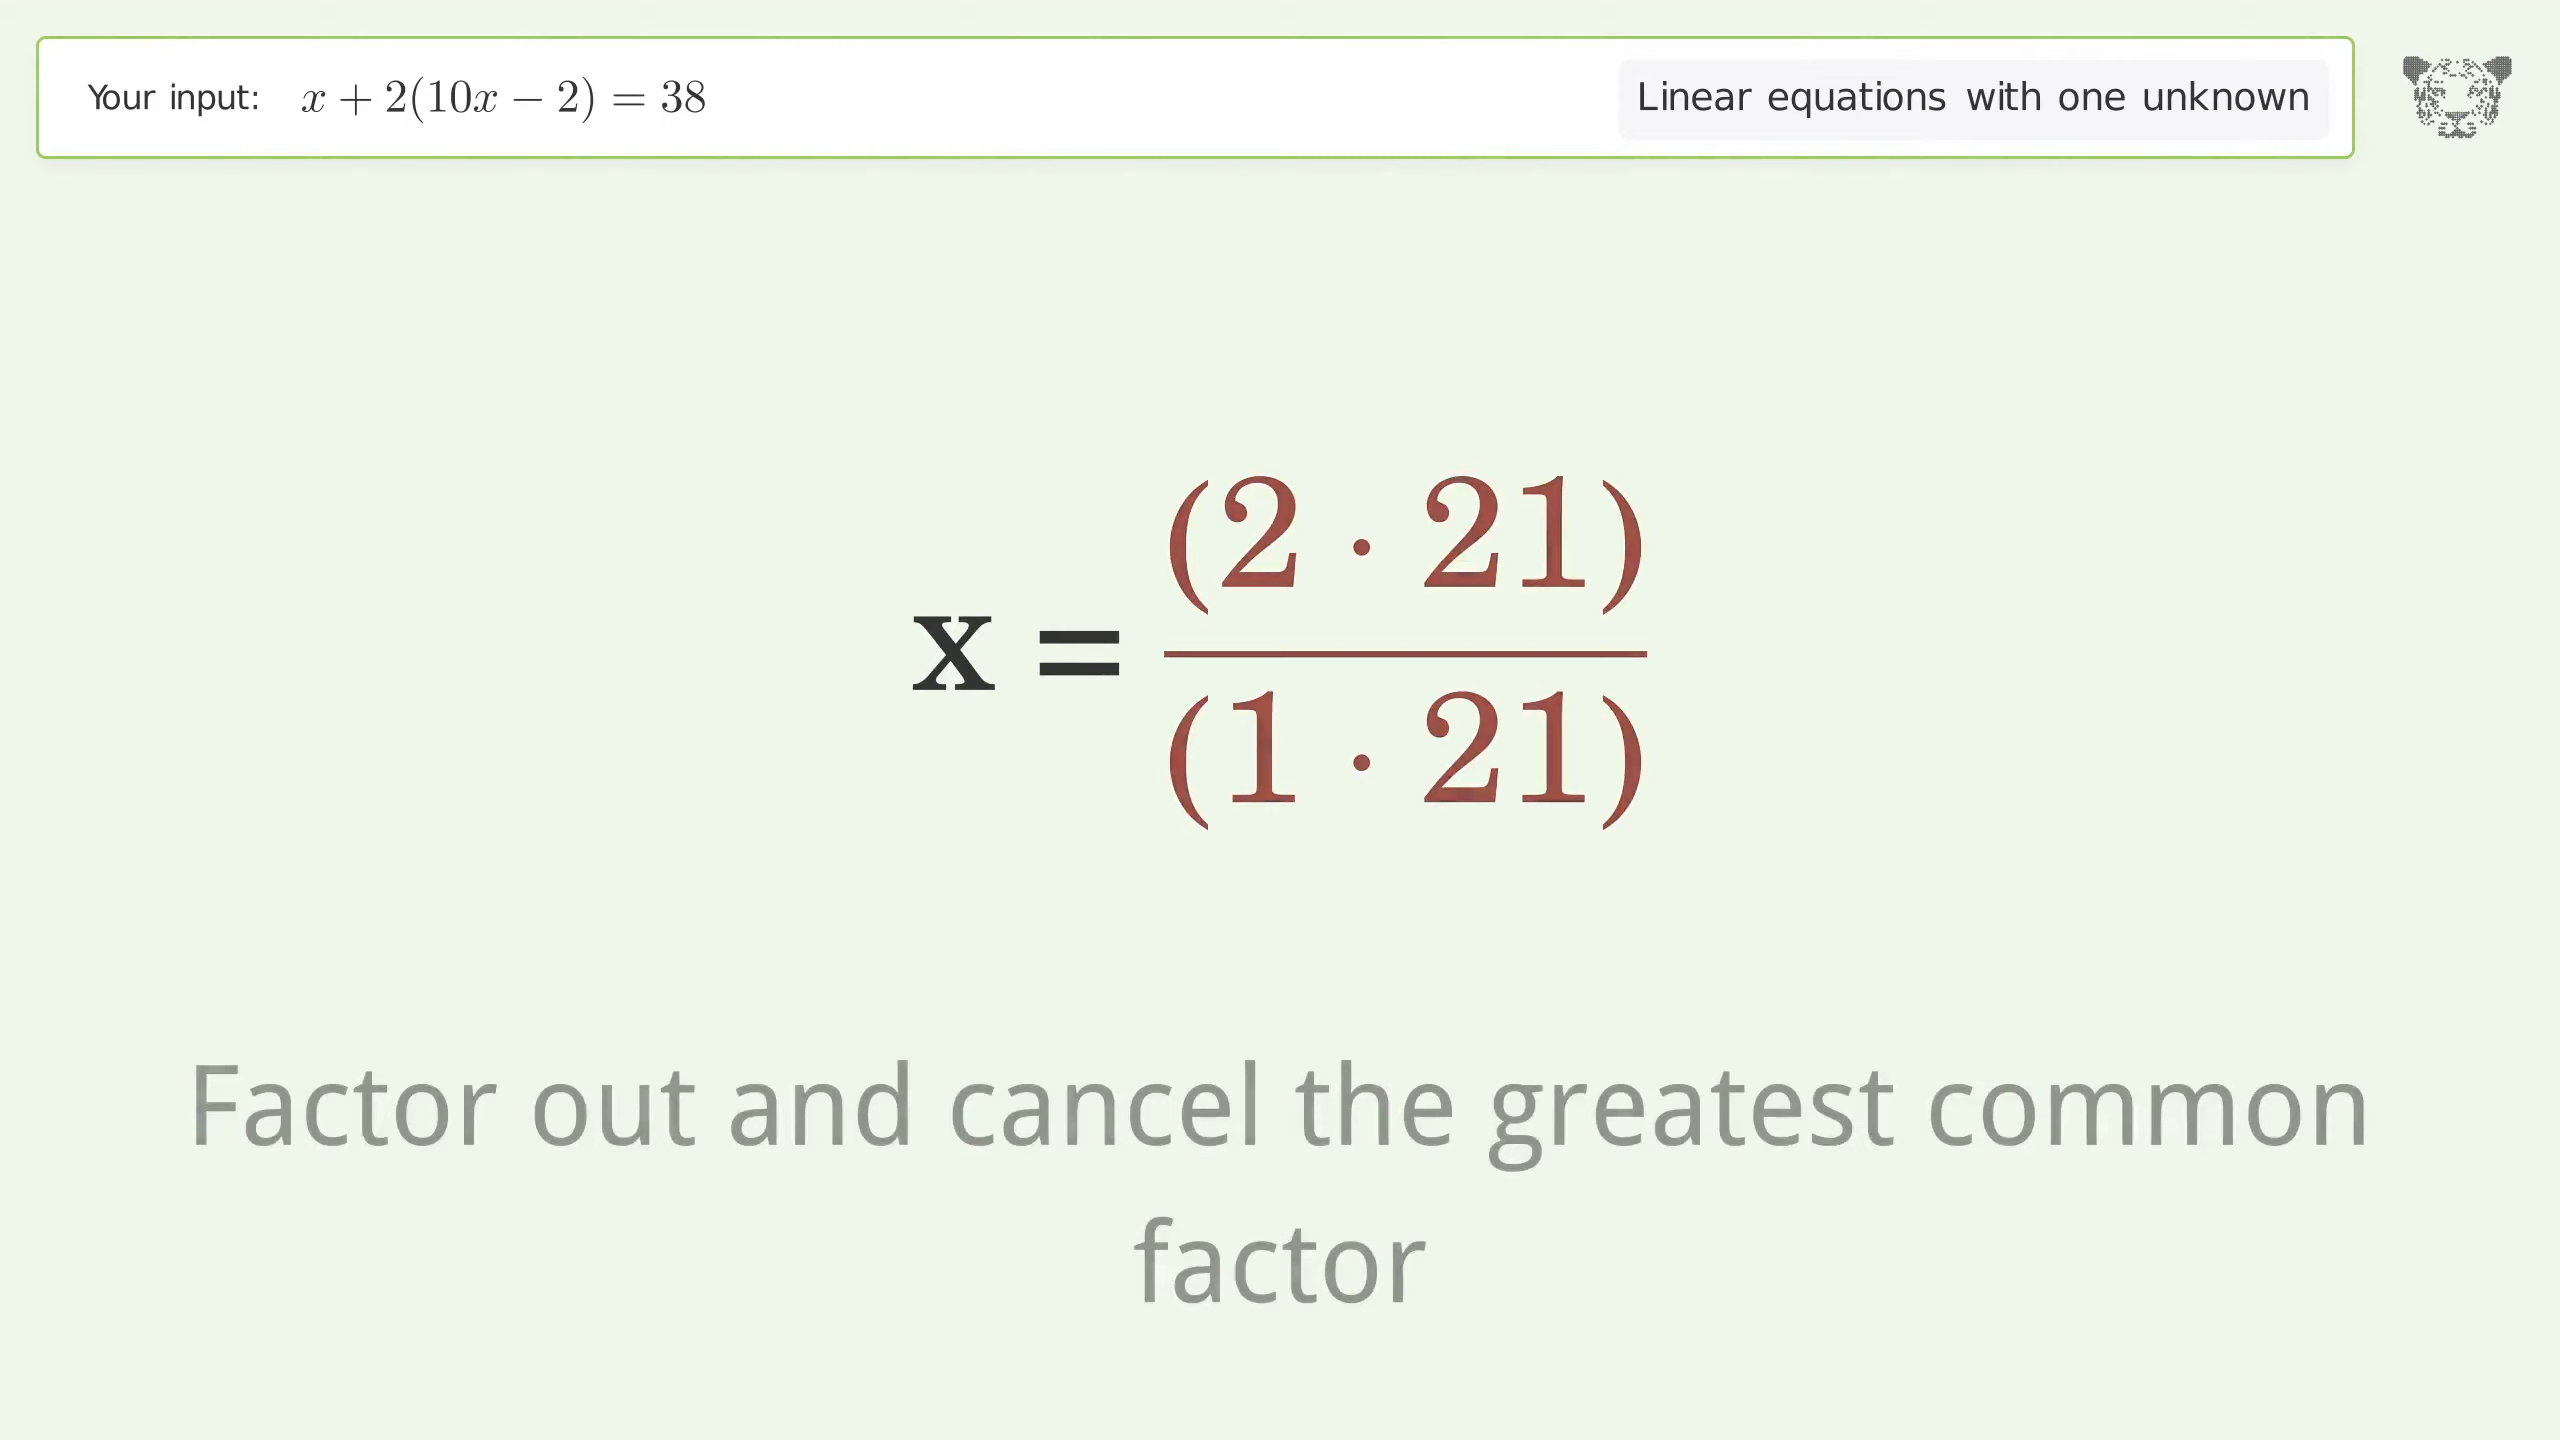 Your input: x + 2(10x − 2) = 38 Linear equations with one unknown
x = (2 · 21)
(1 · 21)
Factor out and cancel the greatest common
factor